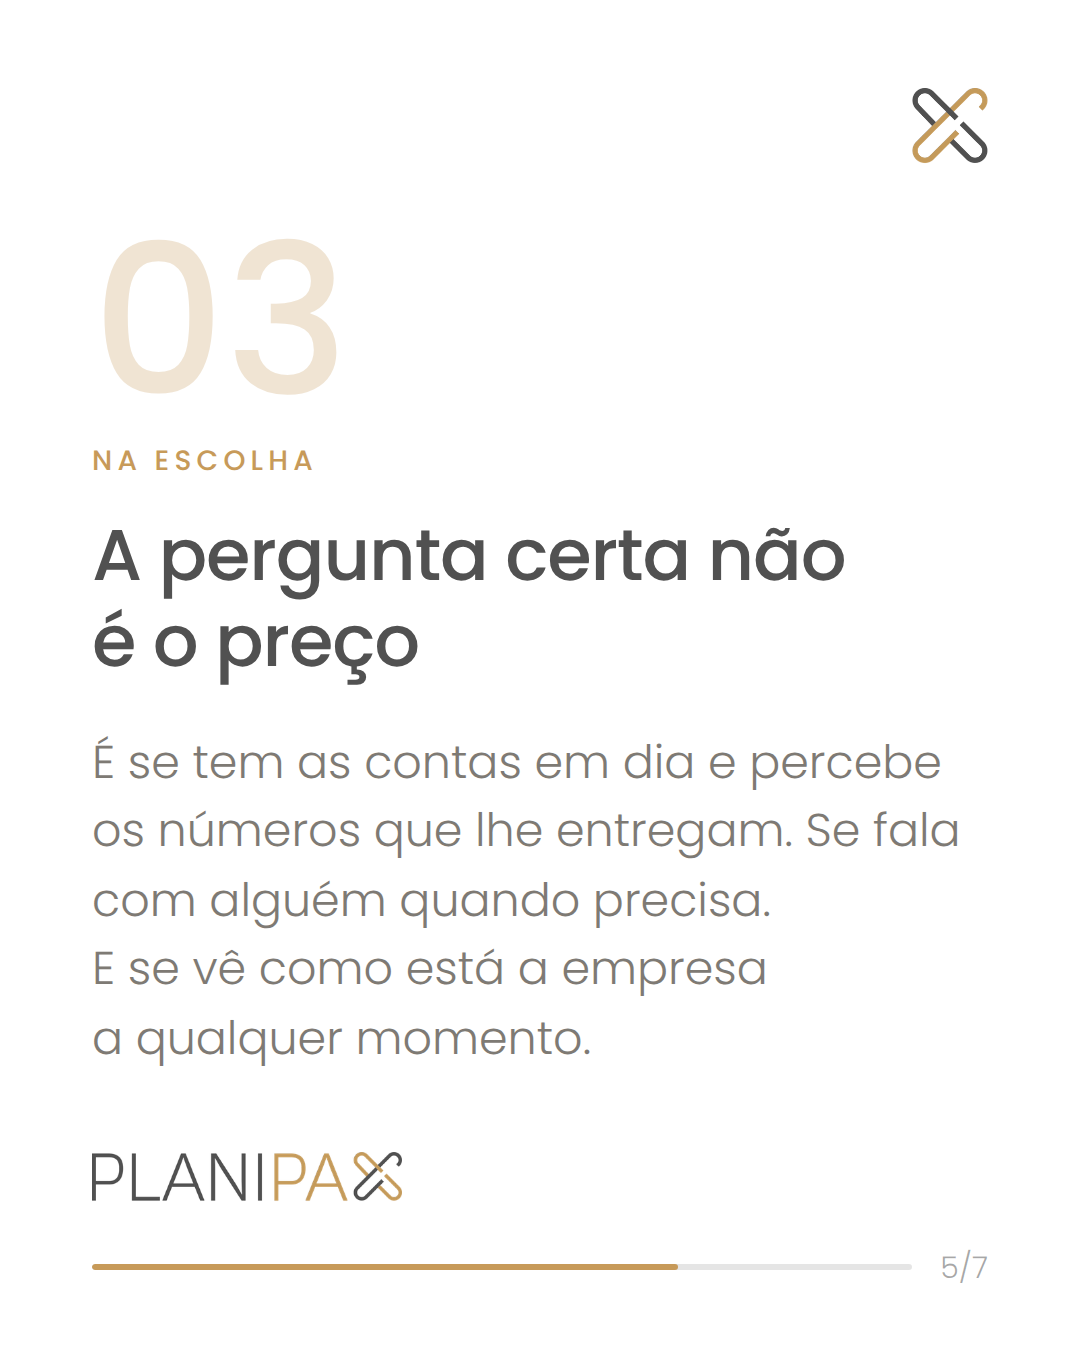 03
NA ESCOLHA
A pergunta certa não
é o preço
É se tem as contas em dia e percebe
os números que lhe entregam. Se fala
com alguém quando precisa.
E se vê como está a empresa
a qualquer momento.
PLANIPAX
5/7